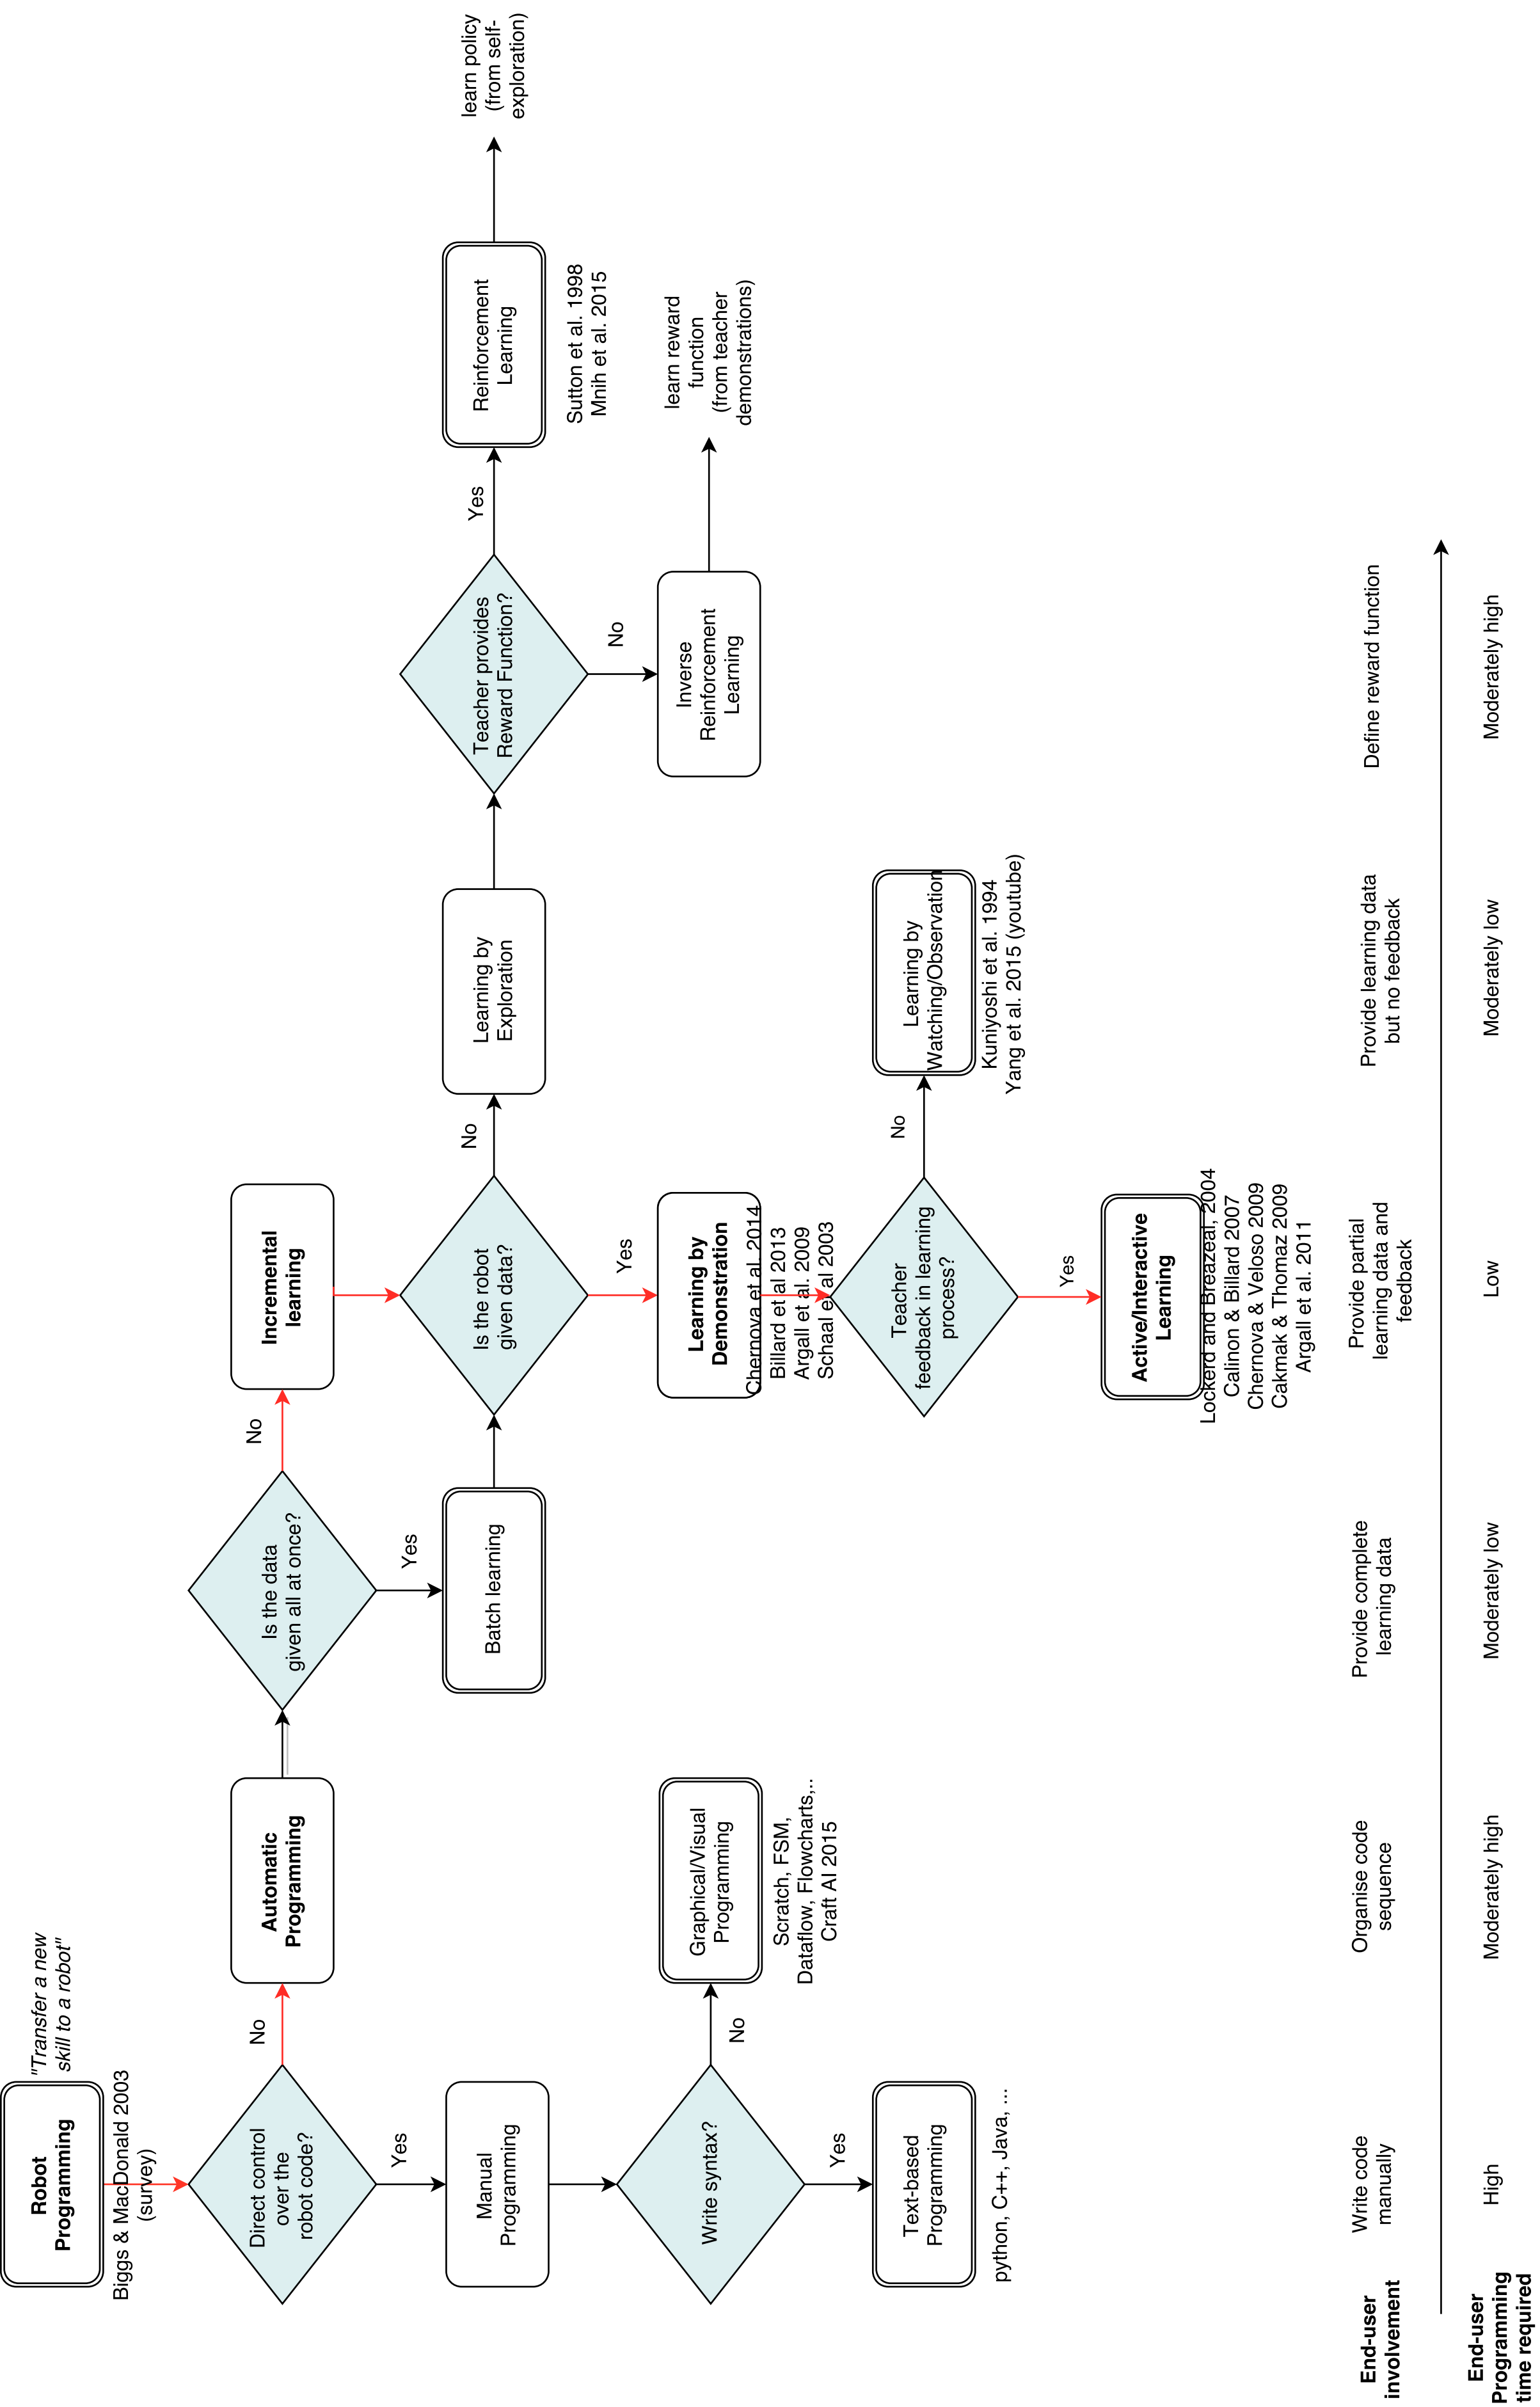 Robot
Programming
"Transfer a new
skill to a robot"
Biggs & MacDonald 2003
(survey)
Direct control
over the
robot code?
No
Automatic
Programming
Is the data
given all at once?
No
Incremental
learning
Yes
Manual
Programming
Yes
Batch learning
Is the robot
given data?
No
Learning by
Exploration
Teacher provides
Reward Function?
Yes
Reinforcement
Learning
learn policy
(from self-
exploration)
Sutton et al. 1998
Mnih et al. 2015
Write syntax?
No
Graphical/Visual
Programming
Scratch, FSM,
Dataflow, Flowcharts,..
Craft AI 2015
Yes
Learning by
Demonstration
Chernova et al. 2014
Billard et al 2013
Argall et al. 2009
Schaal et al 2003
No
Inverse
Reinforcement
Learning
learn reward
function
(from teacher
demonstrations)
Yes
Text-based
Programming
python, C++, Java, ...
Teacher
feedback in learning
process?
No
Learning by
Watching/Observation
Kuniyoshi et al. 1994
Yang et al. 2015 (youtube)
Yes
Active/Interactive
Learning
Lockerd and Breazeal, 2004
Calinon & Billard 2007
Chernova & Veloso 2009
Cakmak & Thomaz 2009
Argall et al. 2011
End-user
involvement
Write code
manually
Organise code
sequence
Provide complete
learning data
Provide partial
learning data and
feedback
Provide learning data
but no feedback
Define reward function
End-user
Programming
time required
High
Moderately high
Moderately low
Low
Moderately low
Moderately high